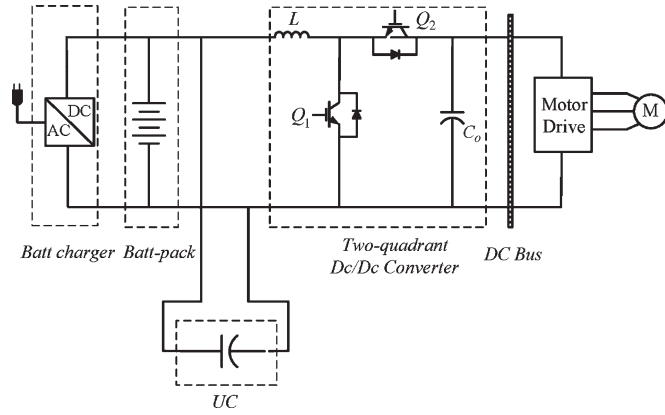 L
Q2
DC
AC
Q1
Co
Motor
Drive
M
Batt charger
Batt-pack
Two-quadrant
Dc/Dc Converter
DC Bus
UC